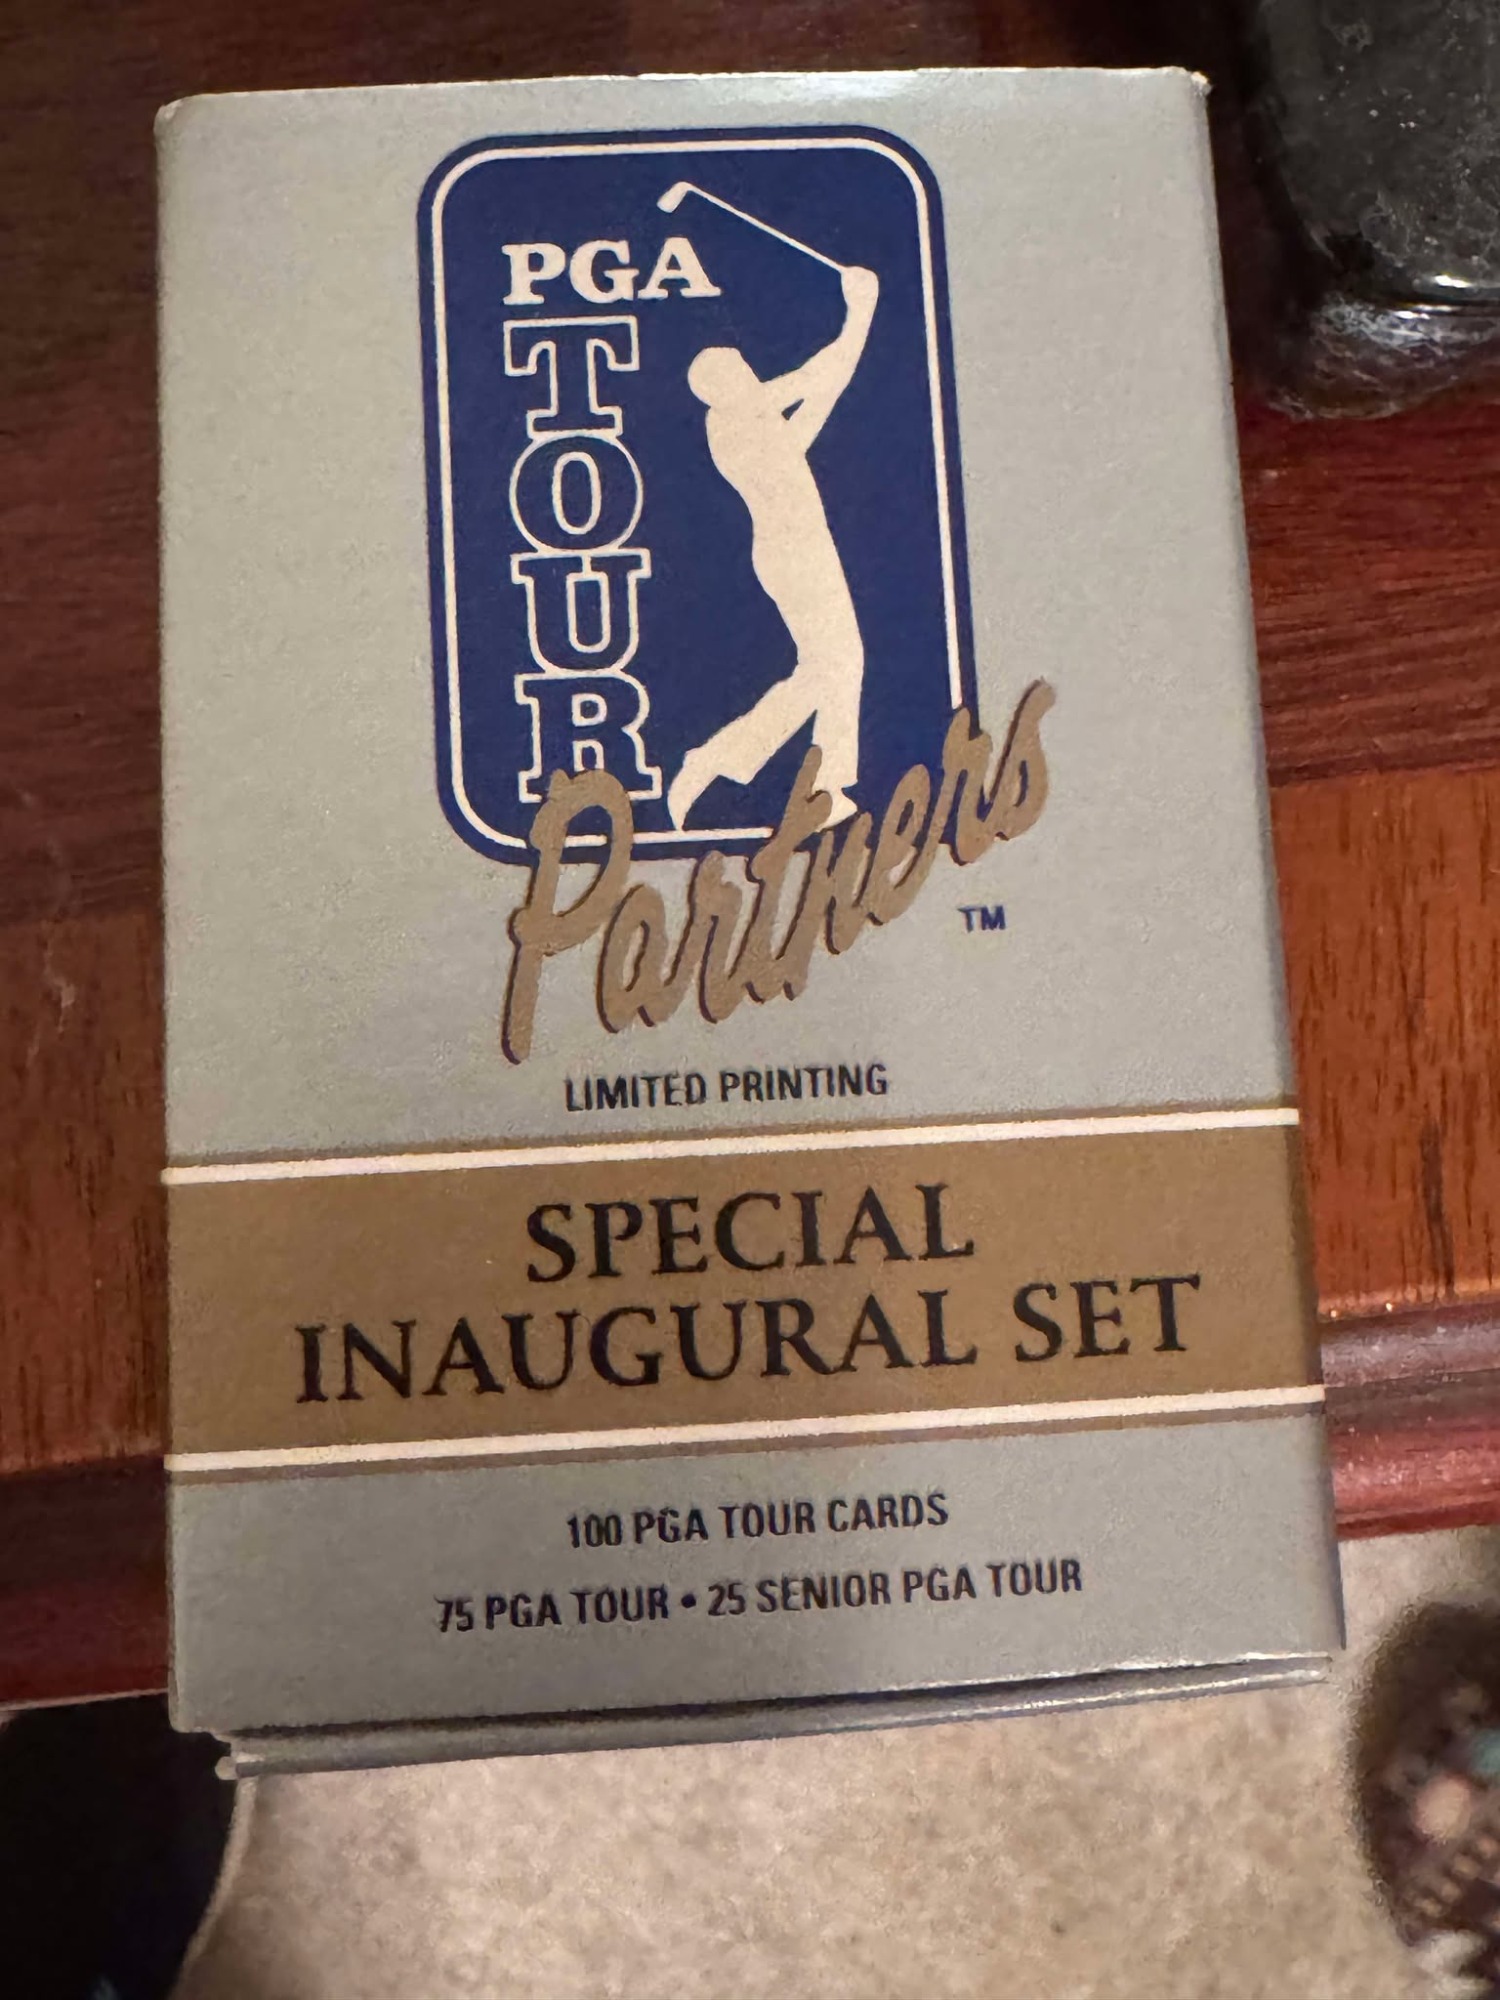 PGA
TOUR
Partners
TM
LIMITED PRINTING
SPECIAL
INAUGURAL SET
100 PGA TOUR CARDS
75 PGA TOUR • 25 SENIOR PGA TOUR